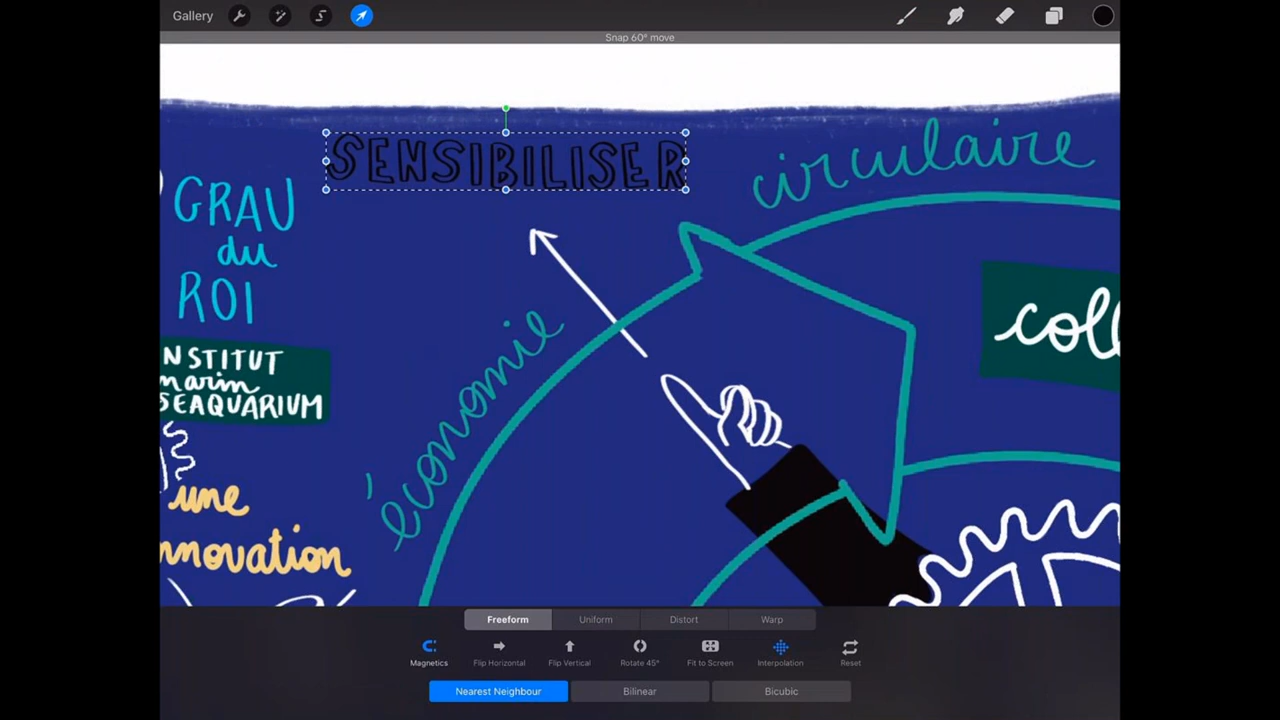 Gallery
Snap 60° move
SENSIBILISER
circulaire
GRAU
du
ROI
économie
NSTITUT
marin
SEAQUARIUM
coll
une
nnovation
Freeform
Uniform
Distort
Warp
Magnetics
Flip Horizontal
Flip Vertical
Rotate 45°
Fit to Screen
Interpolation
Reset
Nearest Neighbour
Bilinear
Bicubic